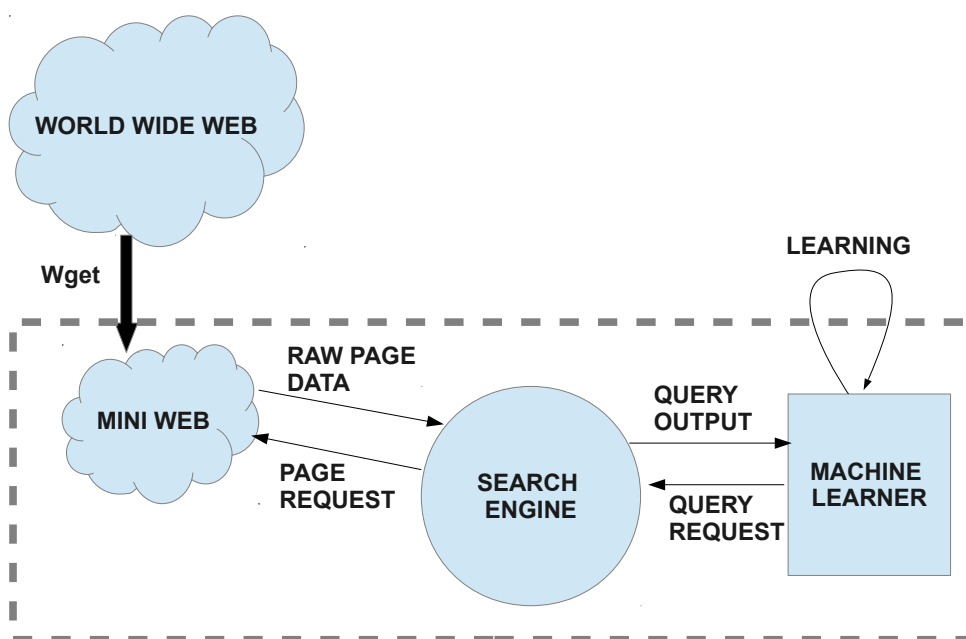 WORLD WIDE WEB
Wget
LEARNING
RAW PAGE
DATA
MINI WEB
PAGE
REQUEST
SEARCH
ENGINE
QUERY
OUTPUT
QUERY
REQUEST
MACHINE
LEARNER